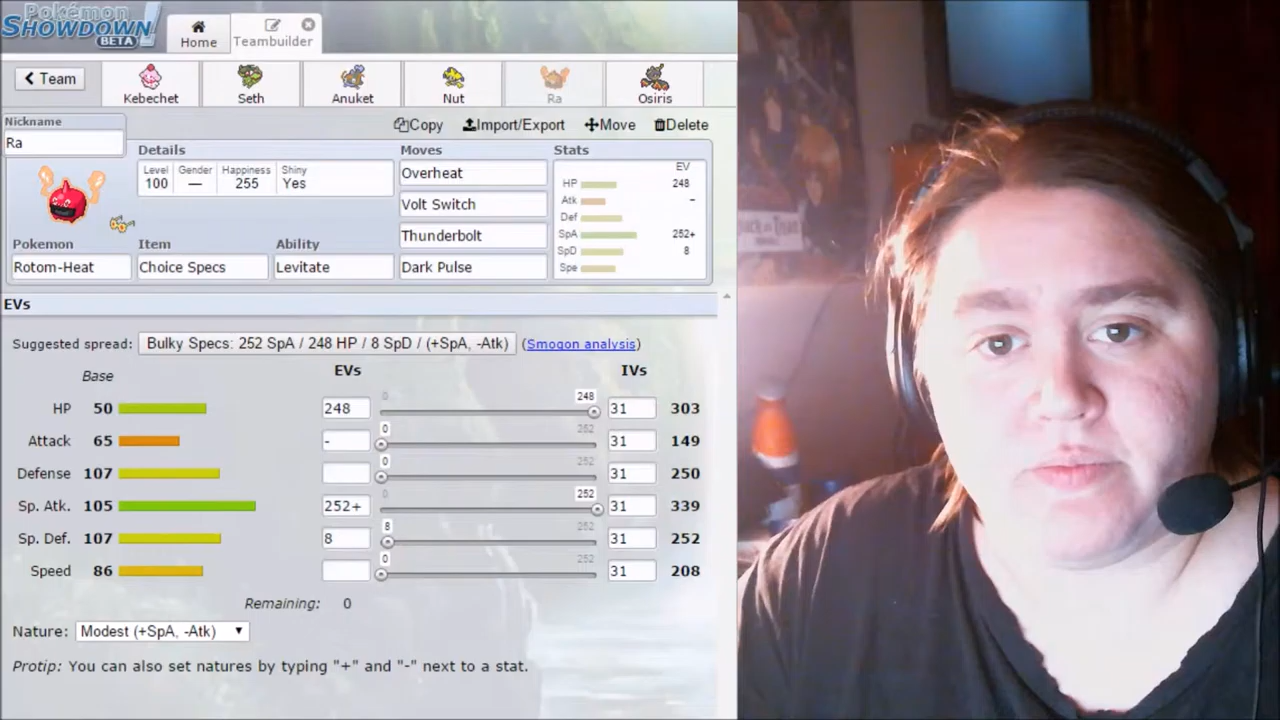 Pokémon
SHOWDOWN!
BETA
Home
Teambuilder
Team
Kebechet
Seth
Anuket
Nut
Ra
Osiris
Nickname
Ra
Copy
Import/Export
Move
Delete
Details
Level Gender Happiness Shiny
100 — 255 Yes
Moves
Overheat
Volt Switch
Thunderbolt
Dark Pulse
Stats
EV
HP 248
Atk -
Def
SpA 252+
SpD 8
Spe
Pokemon
Rotom-Heat
Item
Choice Specs
Ability
Levitate
EVs
Suggested spread: Bulky Specs: 252 SpA / 248 HP / 8 SpD / (+SpA, -Atk) (Smogon analysis)
Base EVs IVs
HP 50 248 0 248 31 303
Attack 65 - 0 252 31 149
Defense 107 0 252 31 250
Sp. Atk. 105 252+ 0 252 31 339
Sp. Def. 107 8 8 252 31 252
Speed 86 0 252 31 208
Remaining: 0
Nature: Modest (+SpA, -Atk)
Protip: You can also set natures by typing "+" and "-" next to a stat.